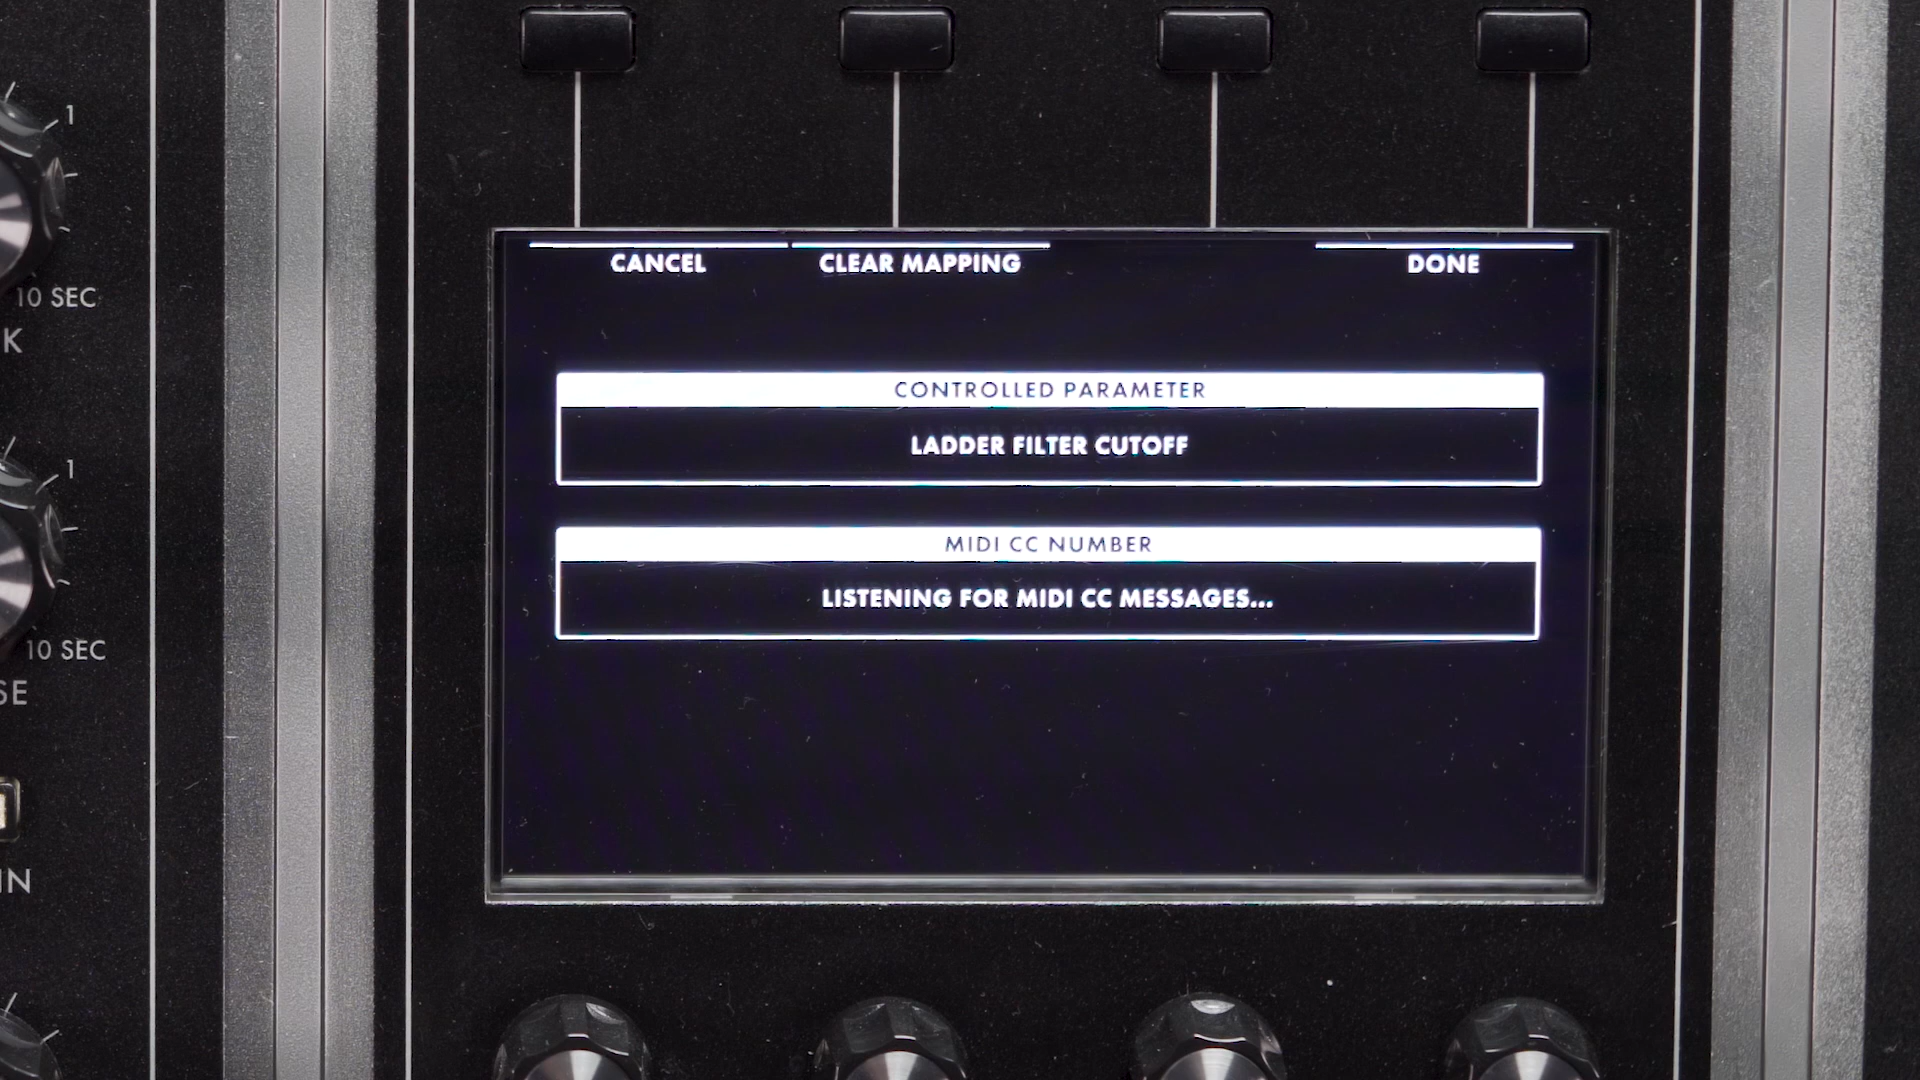 1
10 SEC
K
1
10 SEC
SE
IN
CANCEL CLEAR MAPPING DONE
CONTROLLED PARAMETER
LADDER FILTER CUTOFF
MIDI CC NUMBER
LISTENING FOR MIDI CC MESSAGES...